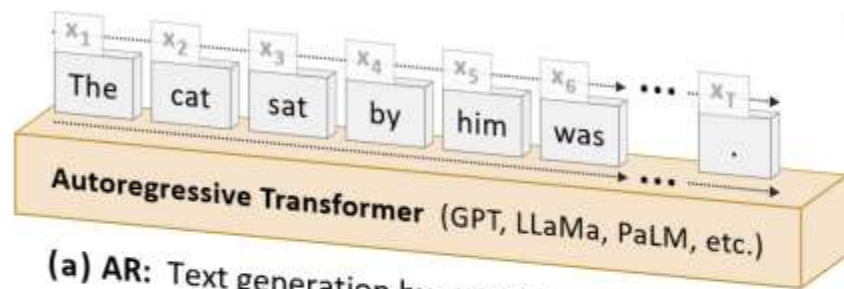 x1 x2 x3 x4 x5 x6 ••• xT
The cat sat by him was .
•••
Autoregressive Transformer (GPT, LLaMa, PaLM, etc.)
(a) AR: Text generation